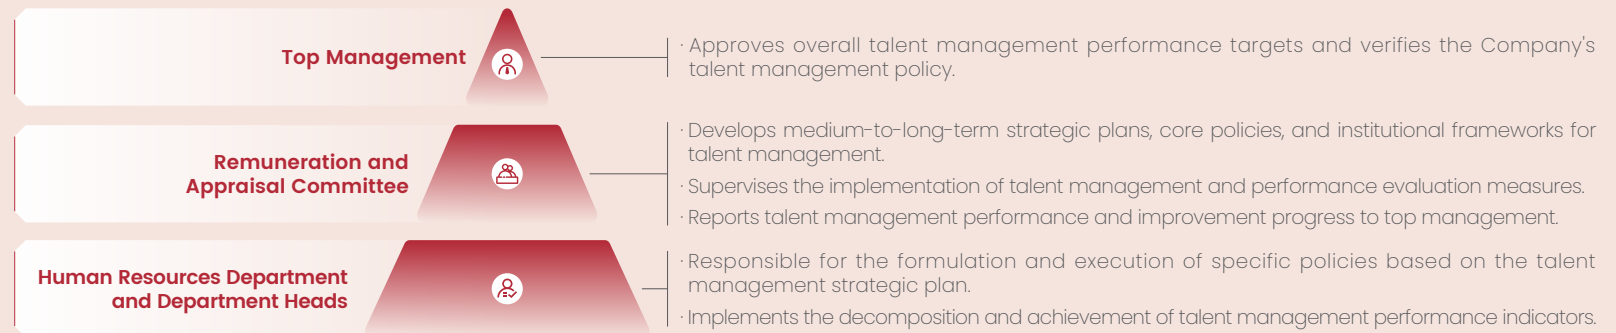 Top Management
· Approves overall talent management performance targets and verifies the Company's
talent management policy.
Remuneration and
Appraisal Committee
· Develops medium-to-long-term strategic plans, core policies, and institutional frameworks for
talent management.
· Supervises the implementation of talent management and performance evaluation measures.
· Reports talent management performance and improvement progress to top management.
Human Resources Department
and Department Heads
· Responsible for the formulation and execution of specific policies based on the talent
management strategic plan.
· Implements the decomposition and achievement of talent management performance indicators.